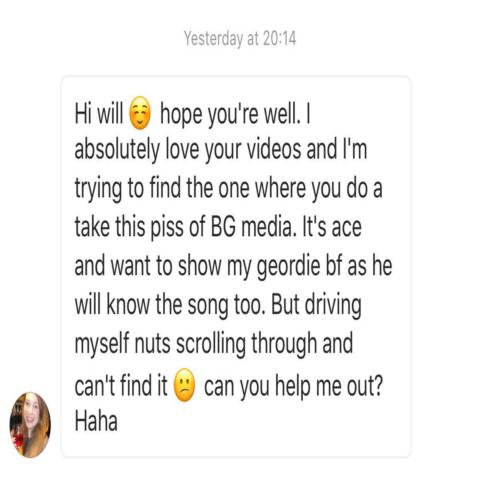 Yesterday at 20:14
Hi will ☺️ hope you're well. I
absolutely love your videos and I'm
trying to find the one where you do a
take this piss of BG media. It's ace
and want to show my geordie bf as he
will know the song too. But driving
myself nuts scrolling through and
can't find it 😕 can you help me out?
Haha